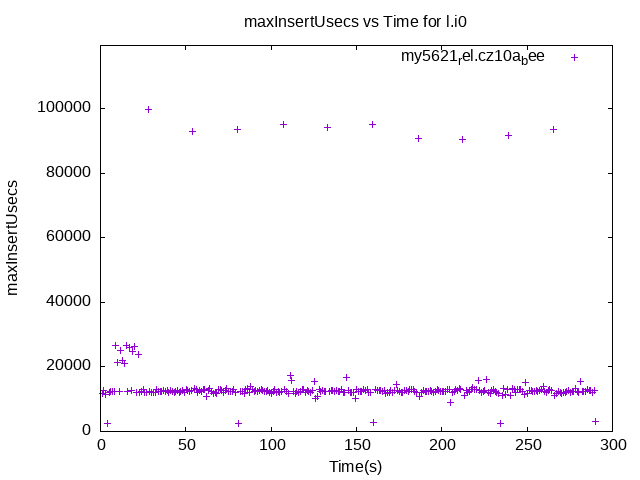 maxInsertUsecs vs Time for l.i0
my5621rel.cz10abee
100000
80000
60000
40000
20000
0
maxInsertUsecs
0 50 100 150 200 250 300
Time(s)